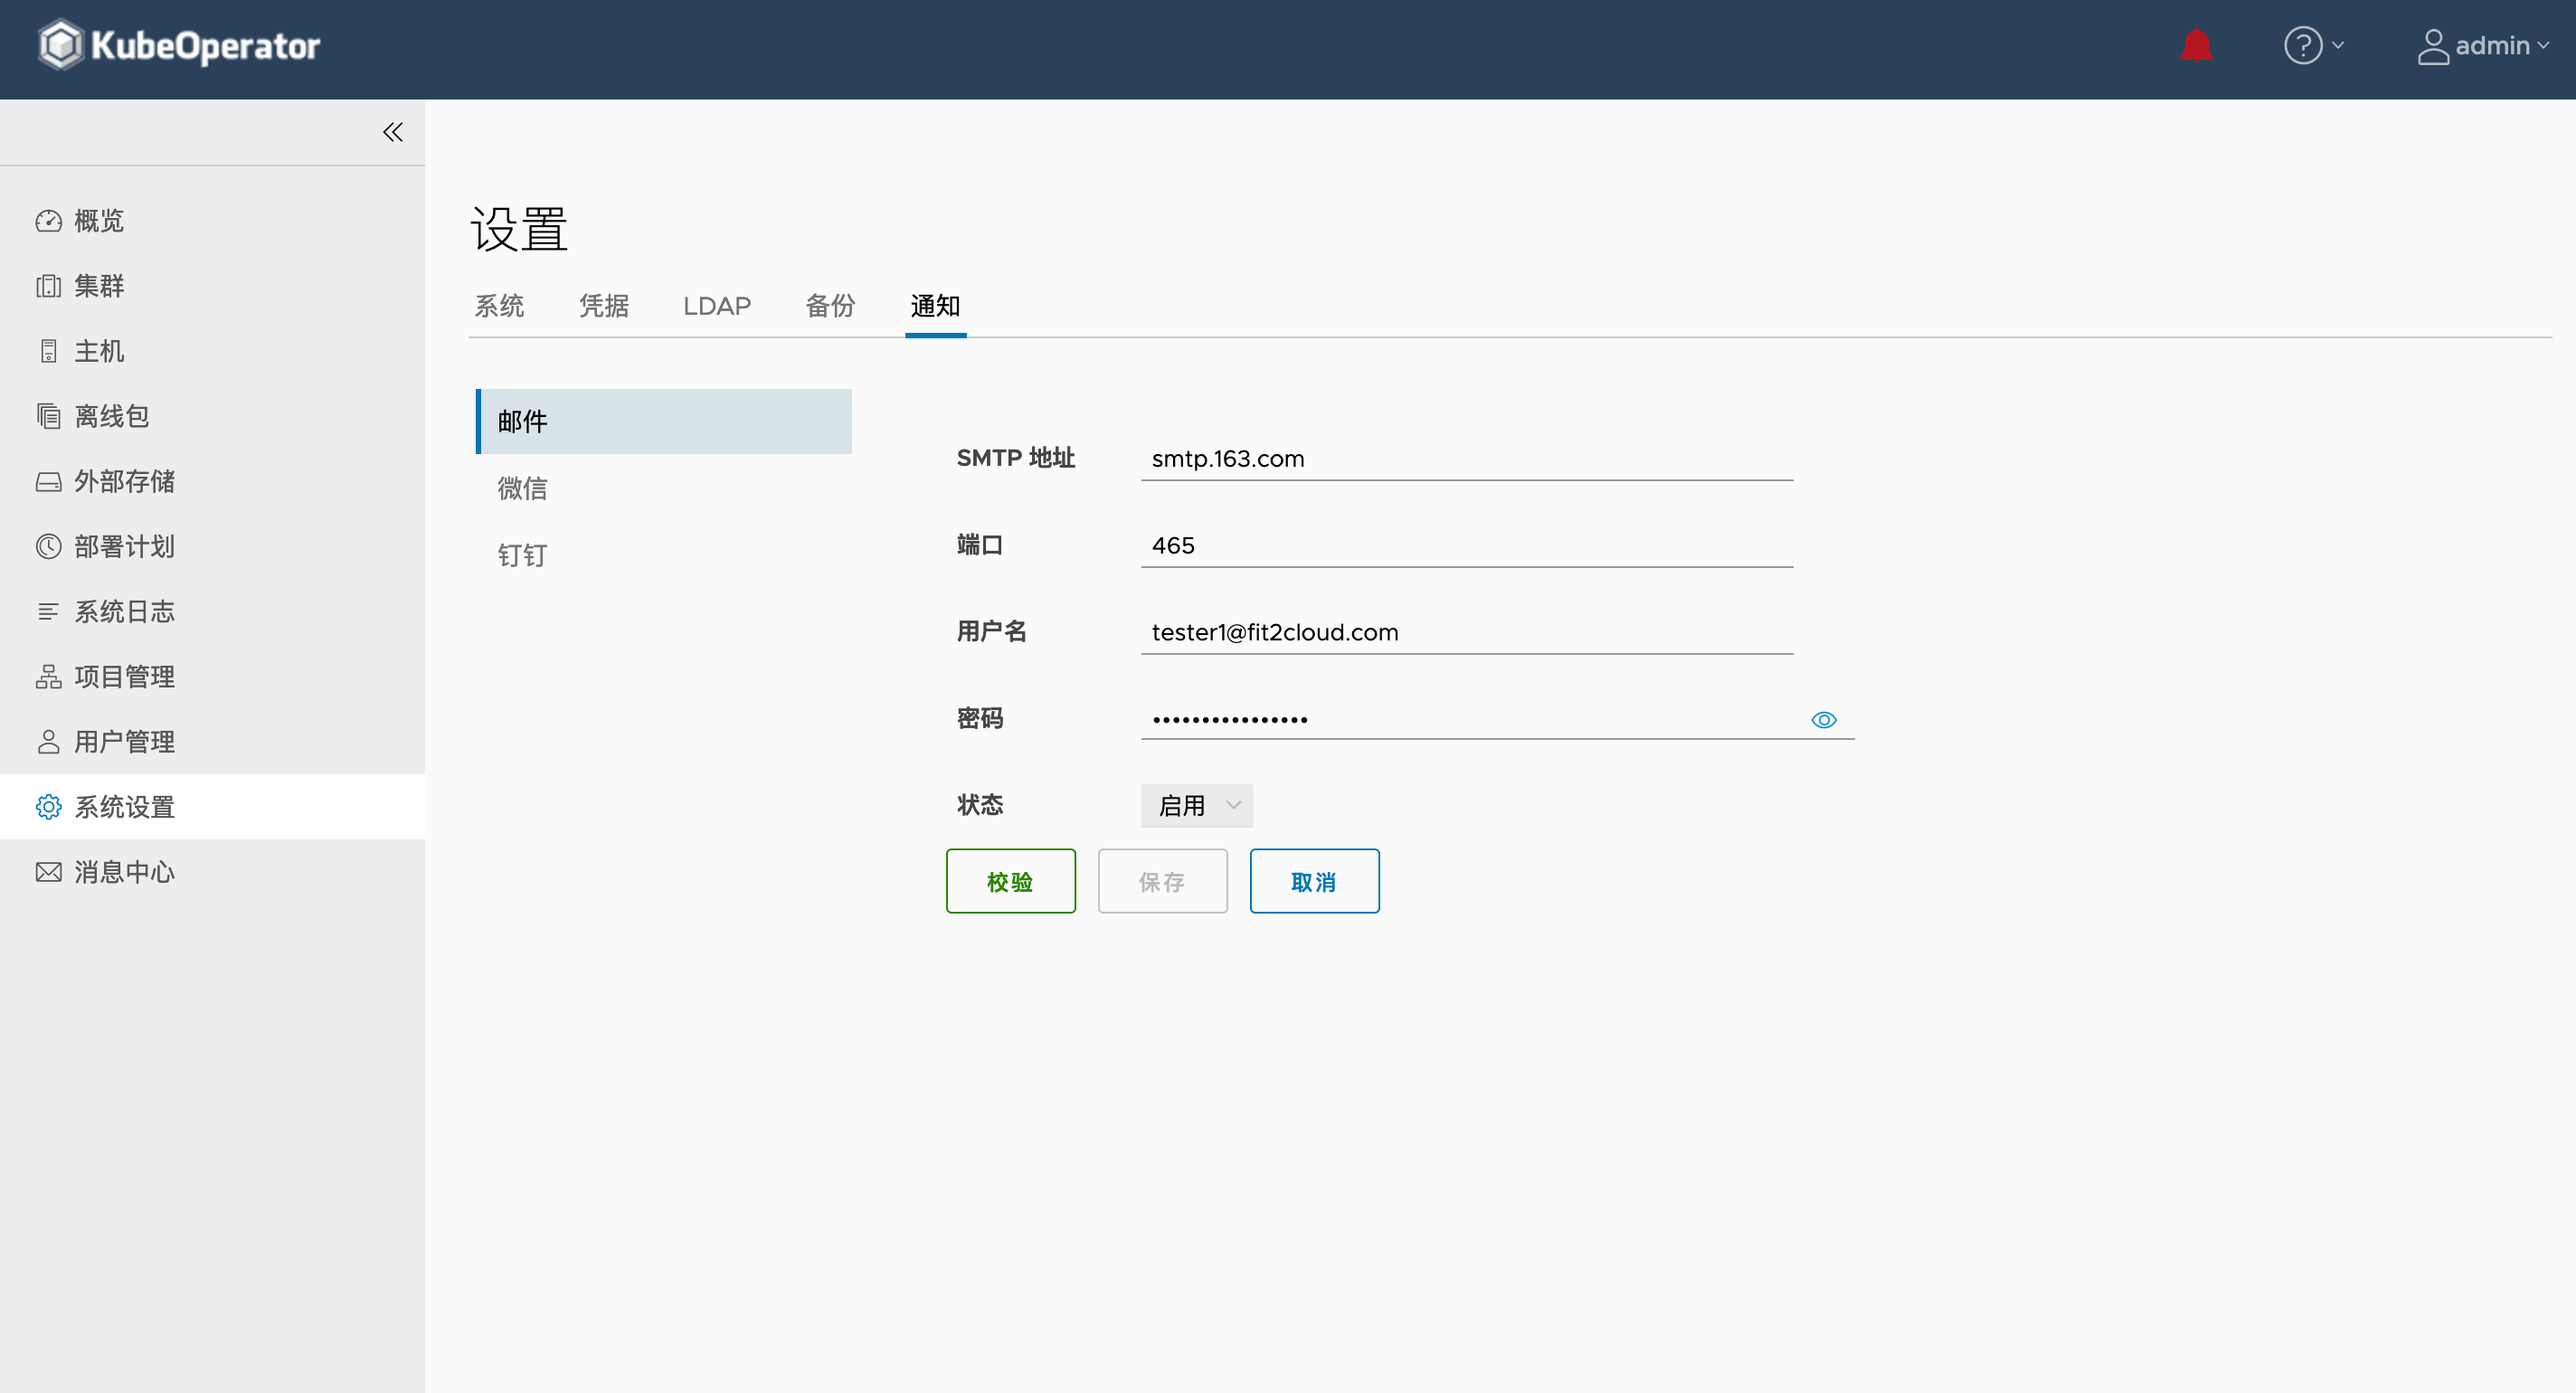 KubeOperator
? admin
概览
集群
主机
离线包
外部存储
部署计划
系统日志
项目管理
用户管理
系统设置
消息中心
设置
系统 凭据 LDAP 备份 通知
邮件
微信
钉钉
SMTP 地址 smtp.163.com
端口 465
用户名 tester1@fit2cloud.com
密码 ••••••••••••••••
状态 启用
校验 保存 取消